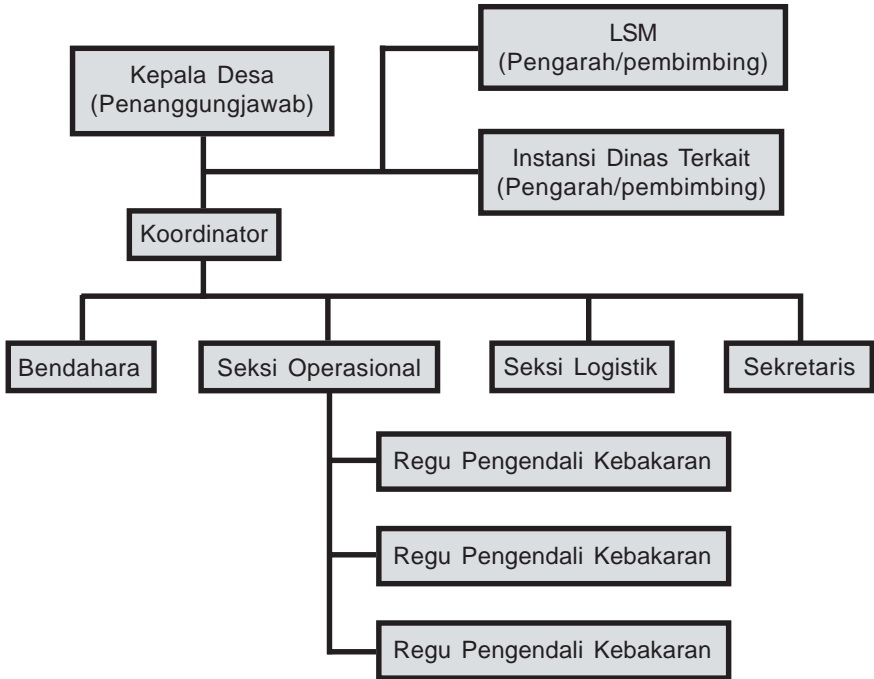 LSM
(Pengarah/pembimbing)
Kepala Desa
(Penanggungjawab)
Instansi Dinas Terkait
(Pengarah/pembimbing)
Koordinator
Bendahara
Seksi Operasional
Seksi Logistik
Sekretaris
Regu Pengendali Kebakaran
Regu Pengendali Kebakaran
Regu Pengendali Kebakaran